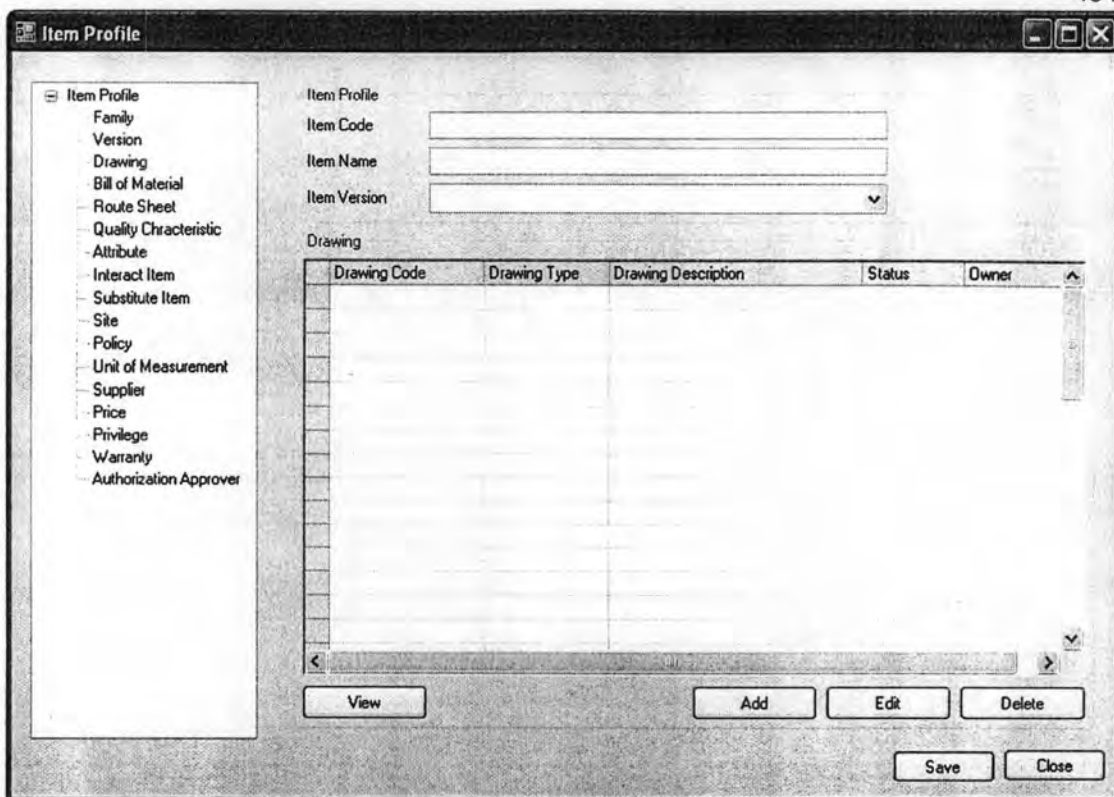 Item Profile
Item Profile
Family
Version
Drawing
Bill of Material
Route Sheet
Quality Chracteristic
Attribute
Interact Item
Substitute Item
Site
Policy
Unit of Measurement
Supplier
Price
Privilege
Warranty
Authorization Approver
Item Profile
Item Code
Item Name
Item Version
Drawing
Drawing Code Drawing Type Drawing Description Status Owner
View Add Edit Delete
Save Close